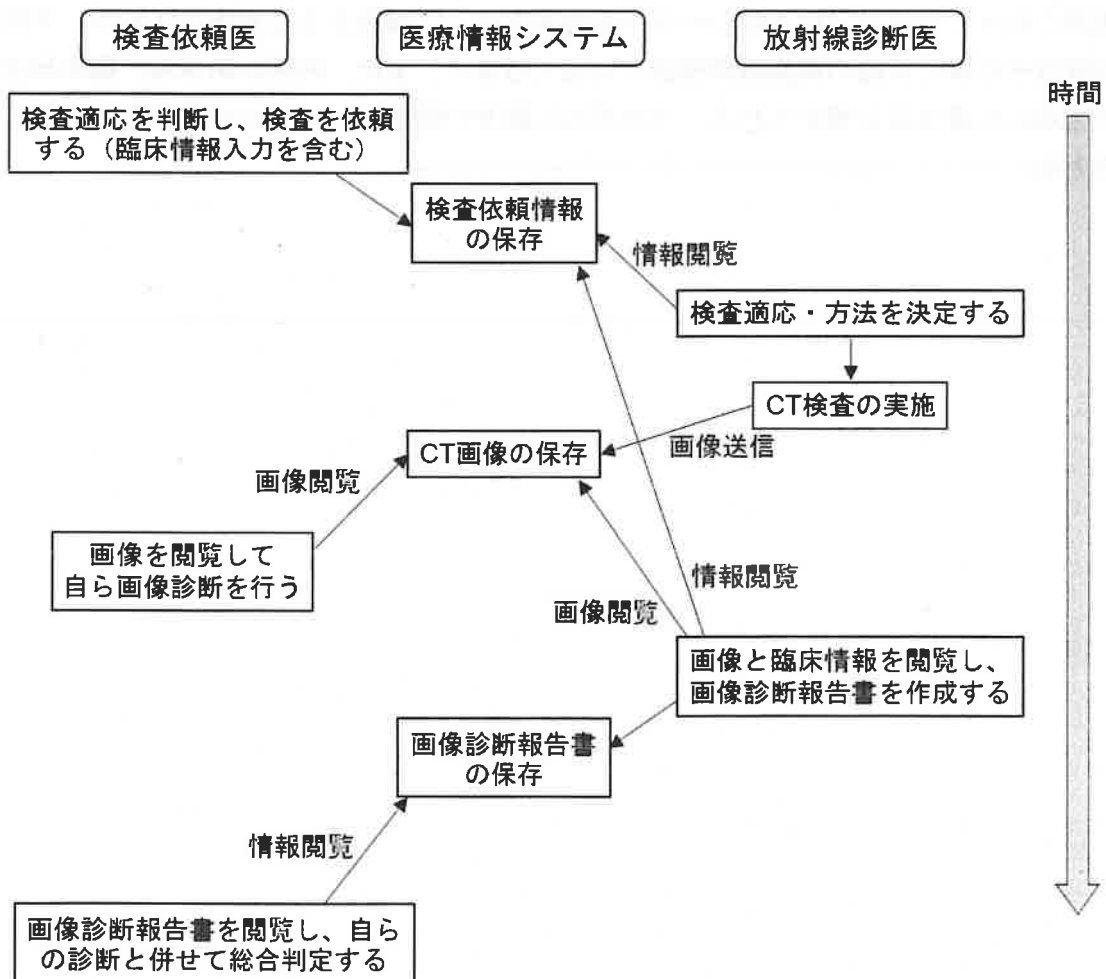 検査依頼医
医療情報システム
放射線診断医
時間
検査適応を判断し、検査を依頼
する（臨床情報入力を含む）
検査依頼情報
の保存
情報閲覧
検査適応・方法を決定する
CT検査の実施
画像送信
CT画像の保存
画像閲覧
画像を閲覧して
自ら画像診断を行う
情報閲覧
画像閲覧
画像と臨床情報を閲覧し、
画像診断報告書を作成する
画像診断報告書
の保存
情報閲覧
画像診断報告書を閲覧し、自ら
の診断と併せて総合判定する